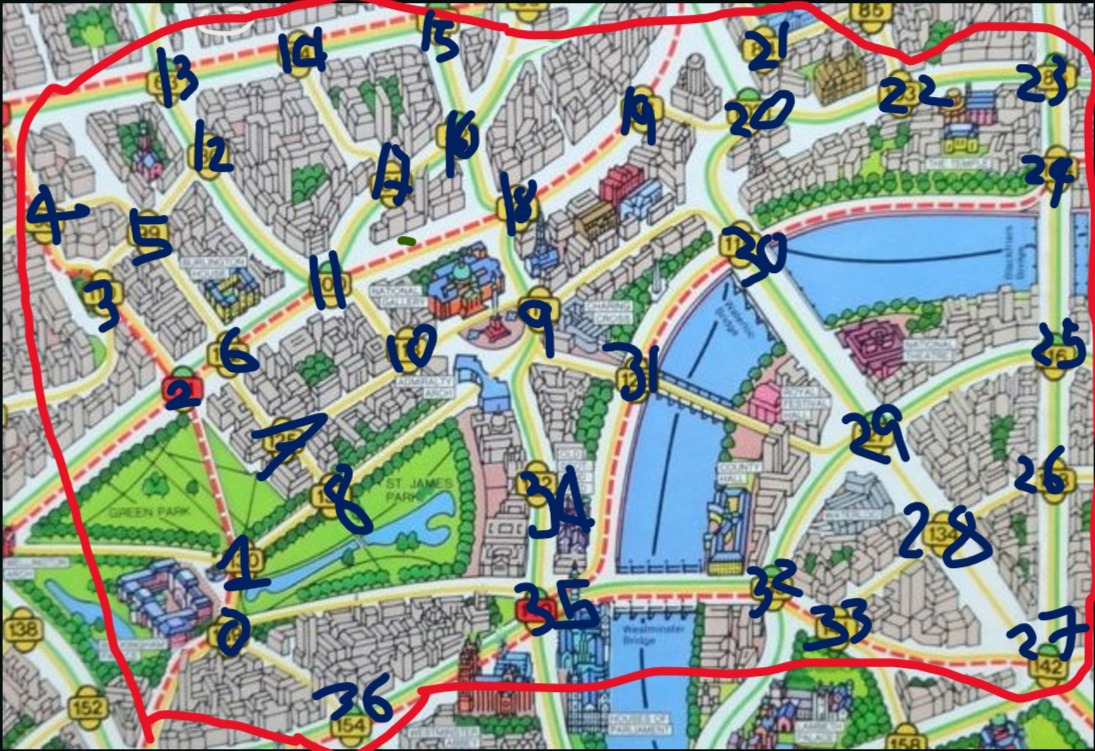 86
15
14
21
13
22
23
16
19
20
12
17
THE TEMPLE
24
4
18
5
30
Blackfriars
Bridge
BURLINGTON
HOUSE
11
NATIONAL
GALLERY
3
9
CHARING
CROSS
Waterloo
Bridge
6
10
NATIONAL
THEATRE
25
2
ADMIRALTY
ARCH
31
ROYAL
FESTIVAL
HALL
7
29
8
ST. JAMES
PARK
34
COUNTY
HALL
26
GREEN PARK
WATERLOO
28
134
1
35
32
138
0
33
Westminster
Bridge
27
142
36
152
154
HOUSES OF
PARLIAMENT
WESTMINSTER
ABBEY
158